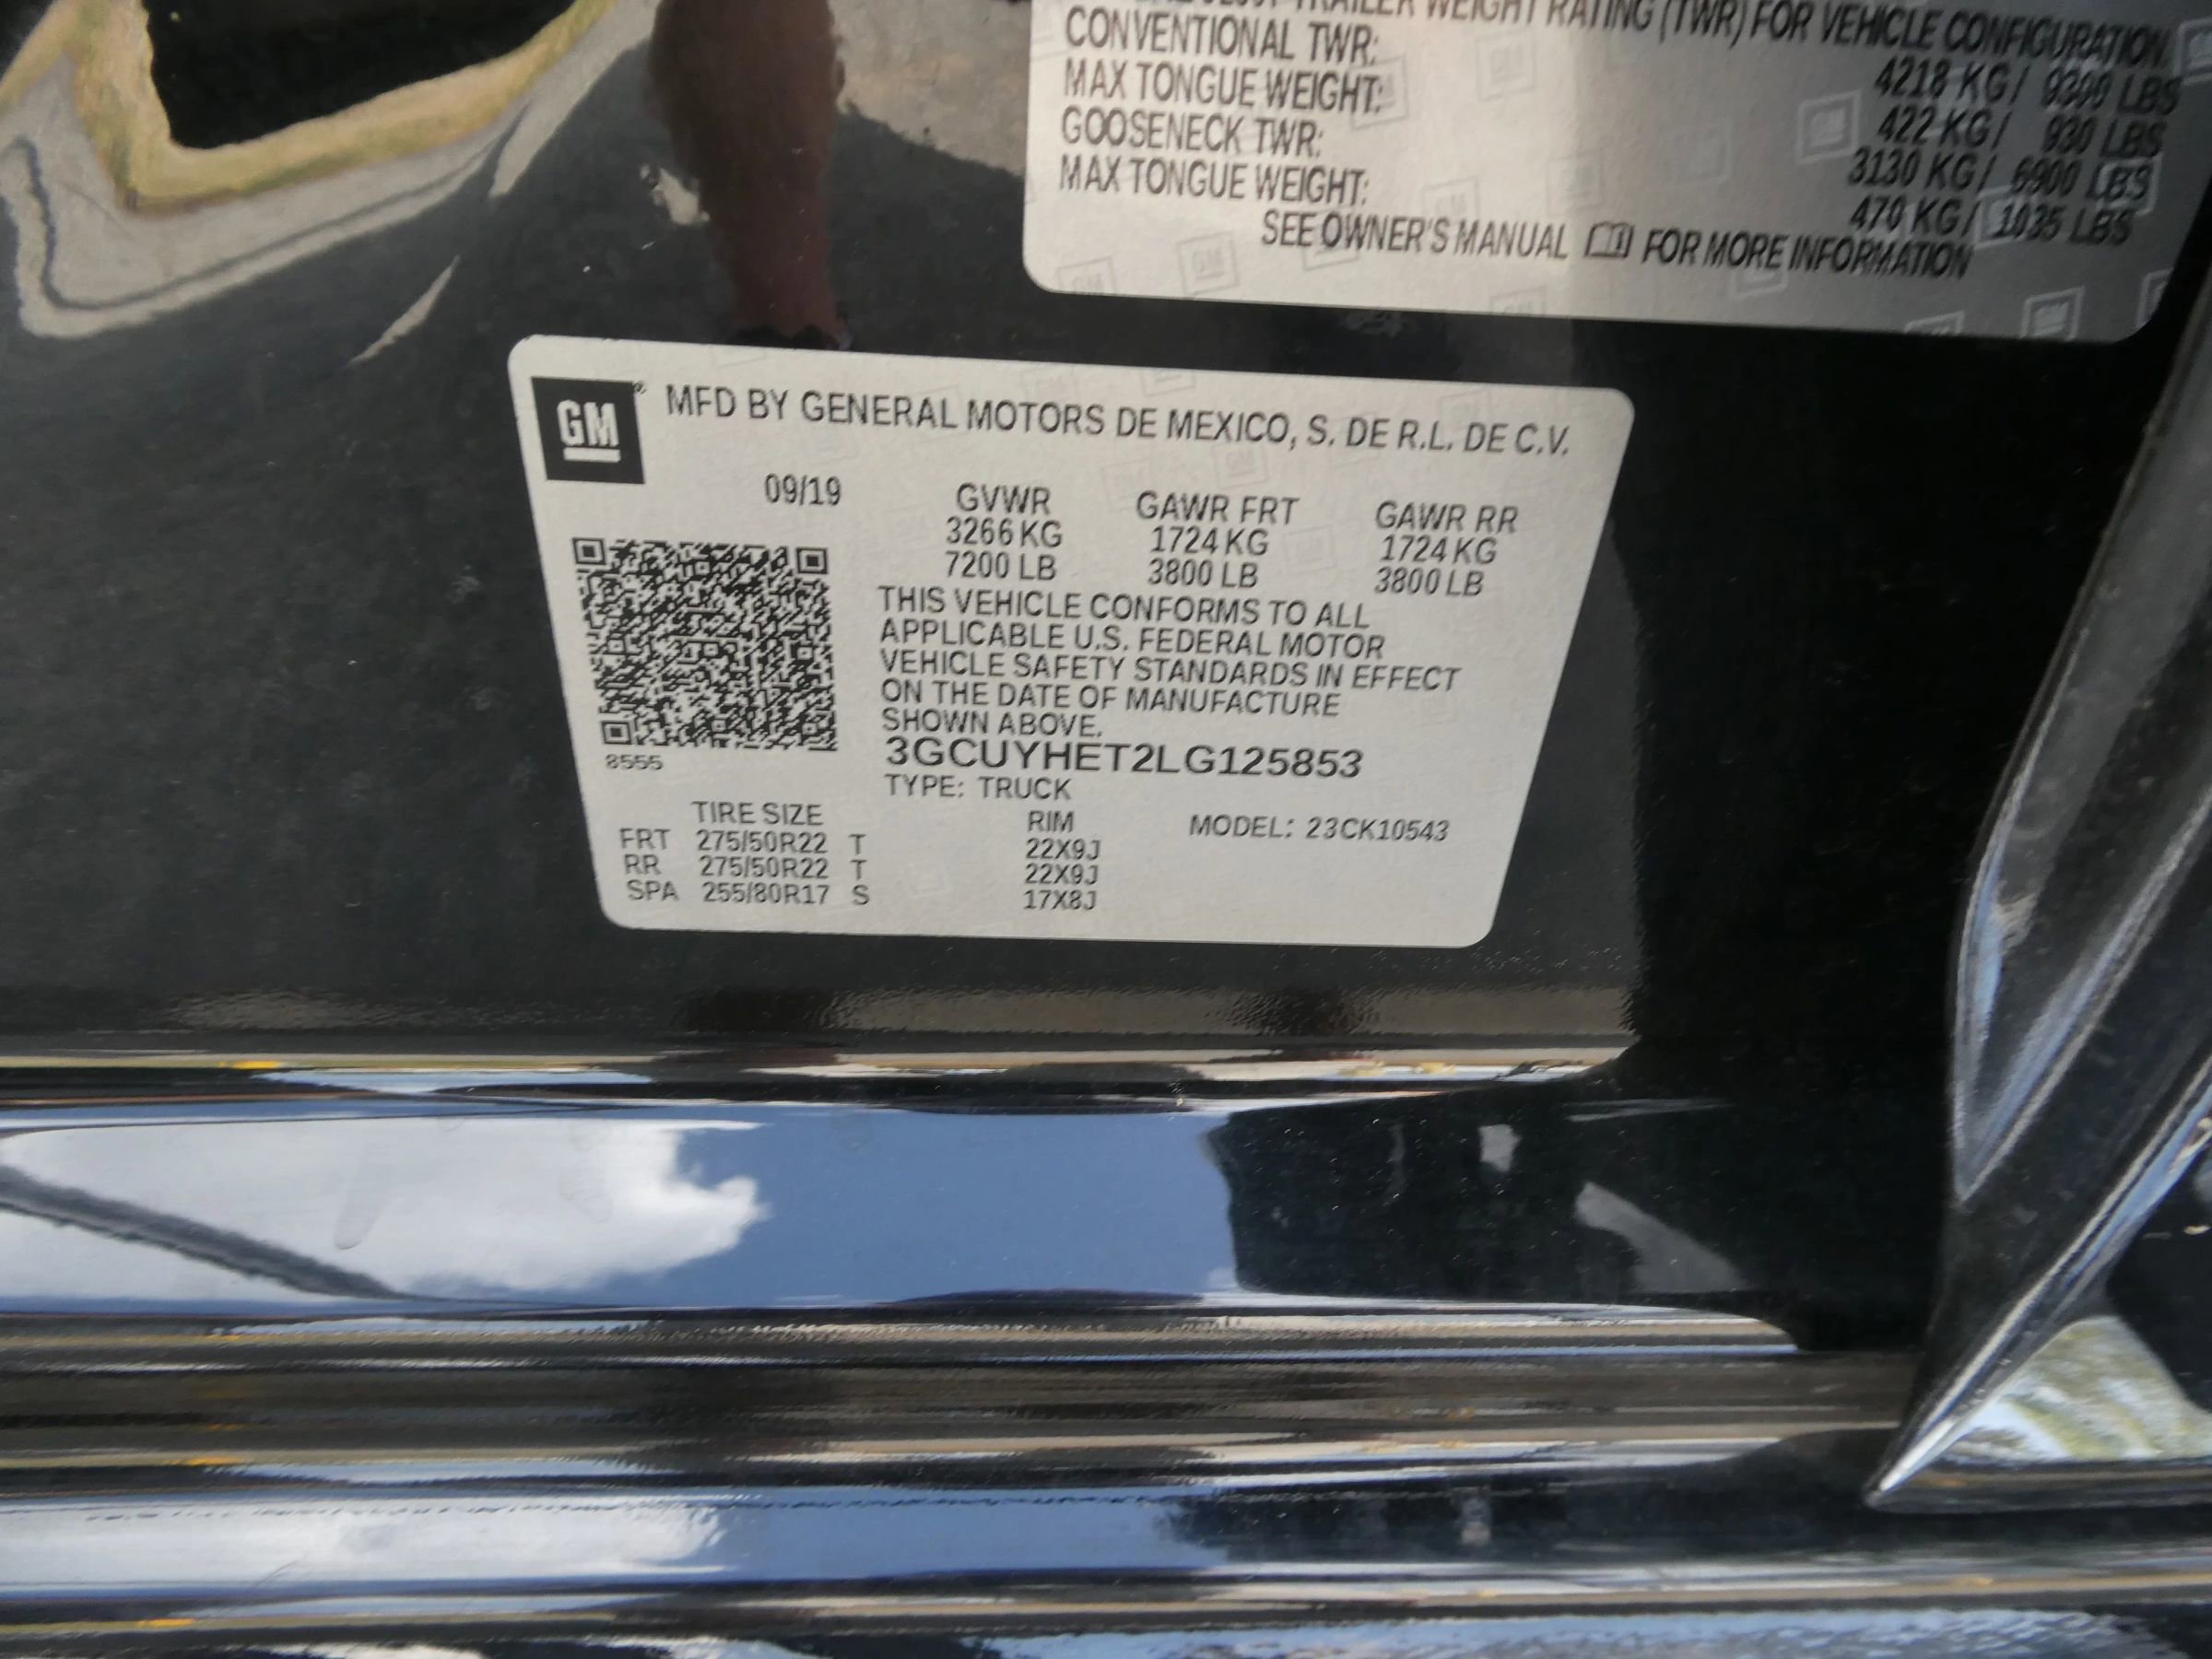 TRAILER WEIGHT RATING (TWR) FOR VEHICLE CONFIGURATION.
CONVENTIONAL TWR: 4218 KG/ 9300 LBS
MAX TONGUE WEIGHT: 422 KG/ 930 LBS
GOOSENECK TWR: 3130 KG/ 6900 LBS
MAX TONGUE WEIGHT: 470 KG/ 1035 LBS
SEE OWNER'S MANUAL FOR MORE INFORMATION
GM® MFD BY GENERAL MOTORS DE MEXICO, S. DE R.L. DE C.V.
09/19 GVWR GAWR FRT GAWR RR
3266 KG 1724 KG 1724 KG
7200 LB 3800 LB 3800 LB
THIS VEHICLE CONFORMS TO ALL
APPLICABLE U.S. FEDERAL MOTOR
VEHICLE SAFETY STANDARDS IN EFFECT
ON THE DATE OF MANUFACTURE
SHOWN ABOVE.
8555 3GCUYHET2LG125853
TYPE: TRUCK
TIRE SIZE RIM MODEL: 23CK10543
FRT 275/50R22 T 22X9J
RR 275/50R22 T 22X9J
SPA 255/80R17 S 17X8J